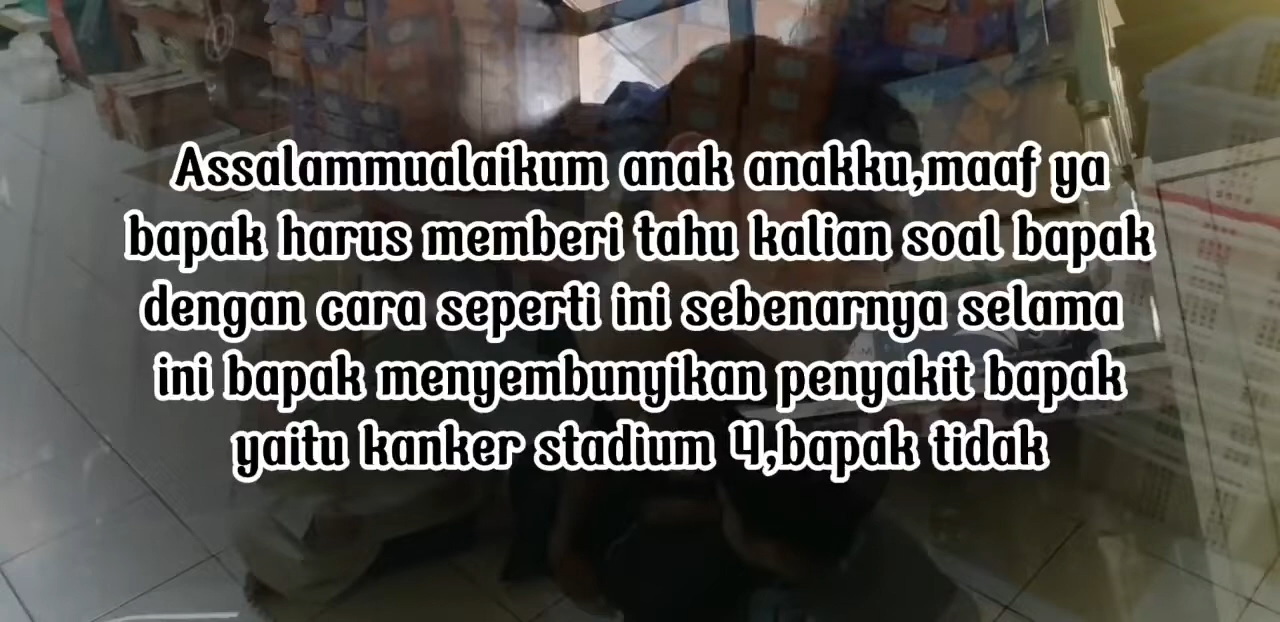 Assalammualaikum anak anakku,maaf ya
bapak harus memberi tahu kalian soal bapak
dengan cara seperti ini sebenarnya selama
ini bapak menyembunyikan penyakit bapak
yaitu kanker stadium 4,bapak tidak